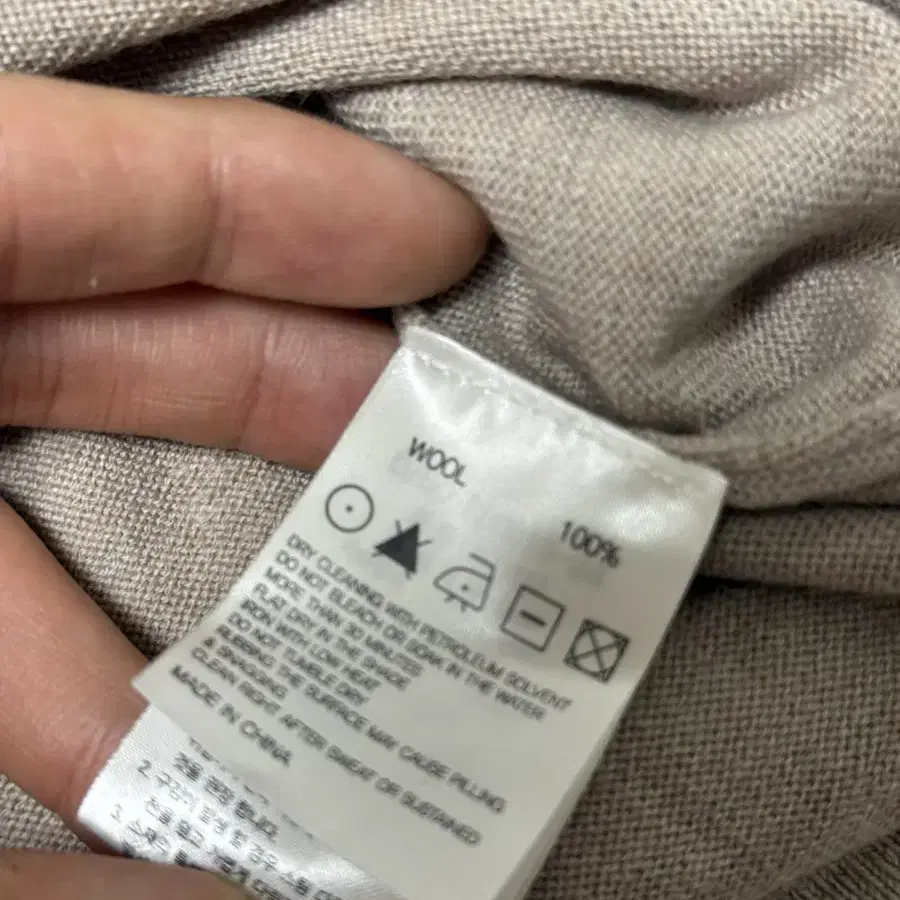 WOOL 100%
DRY CLEANING WITH PETROLEUM SOLVENT
DO NOT BLEACH OR SOAK IN THE WATER
MORE THAN 30 MINUTES
FLAT DRY, IN THE SHADE
IRON WITH LOW HEAT
DO NOT TUMBLE DRY
* RUBBING THE SURFACE MAY CAUSE PILLING
& SNAGGING
CLEAN RIGHT AFTER SWEAT OR SUSTAINED
MADE IN CHINA
2.
3.